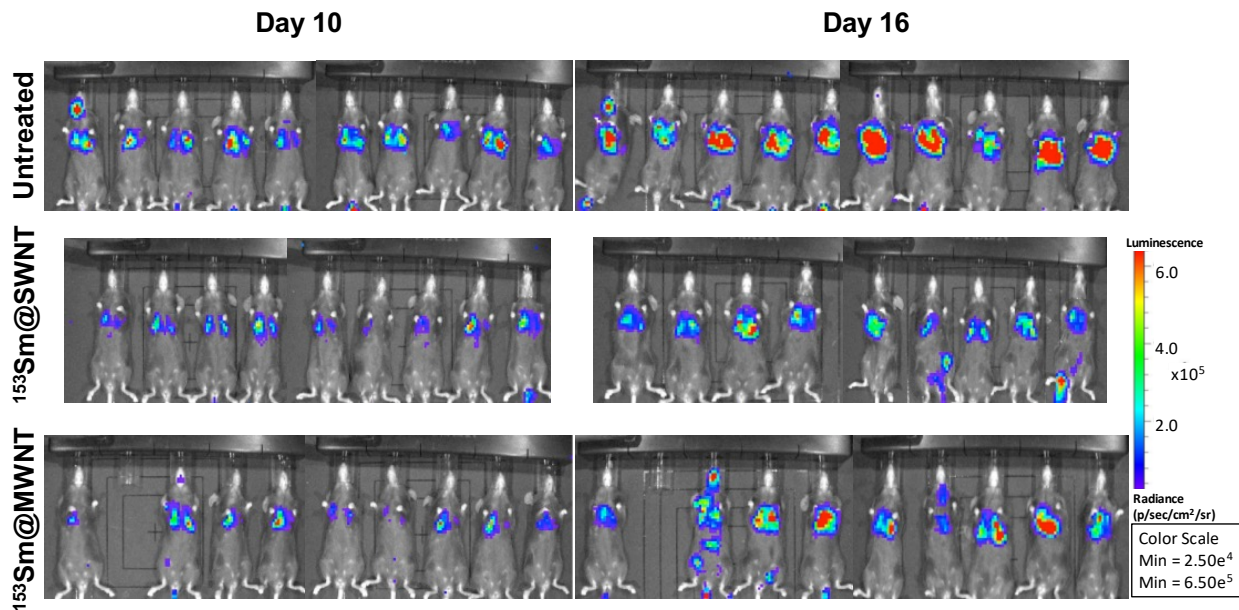 Day 10
Day 16
Untreated
¹⁵³Sm@SWNT
¹⁵³Sm@MWNT
Luminescence
6.0
4.0
x10⁵
2.0
Radiance
(p/sec/cm²/sr)
Color Scale
Min = 2.50e⁴
Min = 6.50e⁵